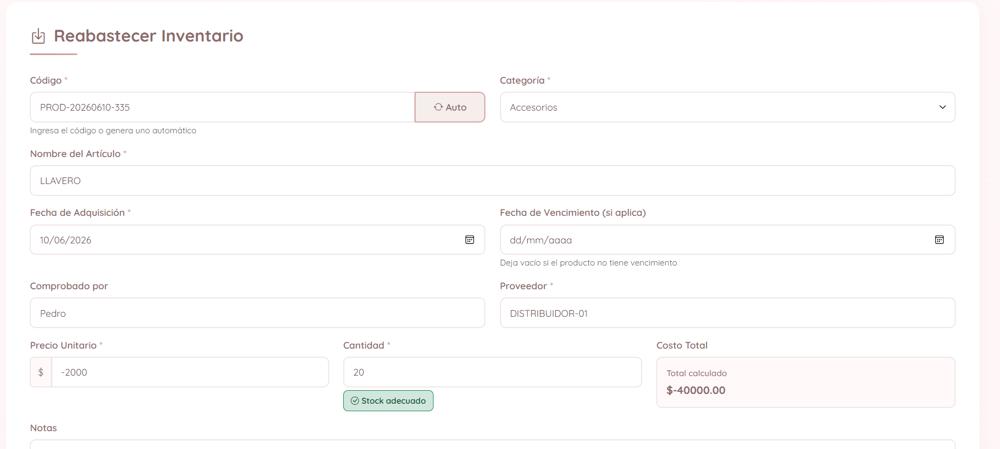 Reabastecer Inventario
Código *
Categoría *
PROD-20260610-335
Auto
Accesorios
Ingresa el código o genera uno automático
Nombre del Artículo *
LLAVERO
Fecha de Adquisición *
Fecha de Vencimiento (si aplica)
10/06/2026
dd/mm/aaaa
Deja vacío si el producto no tiene vencimiento
Comprobado por
Proveedor *
Pedro
DISTRIBUIDOR-01
Precio Unitario *
Cantidad *
Costo Total
$ -2000
20
Total calculado
$-40000.00
Stock adecuado
Notas